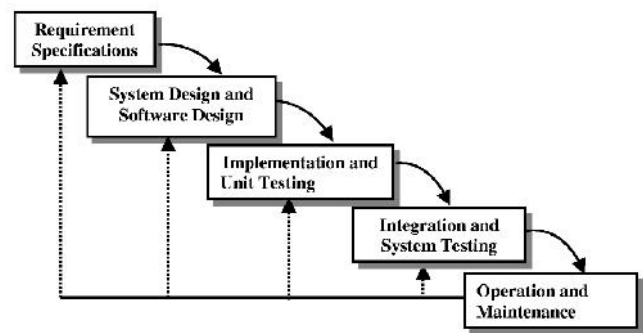 Requirement
Specifications
System Design and
Software Design
Implementation and
Unit Testing
Integration and
System Testing
Operation and
Maintenance